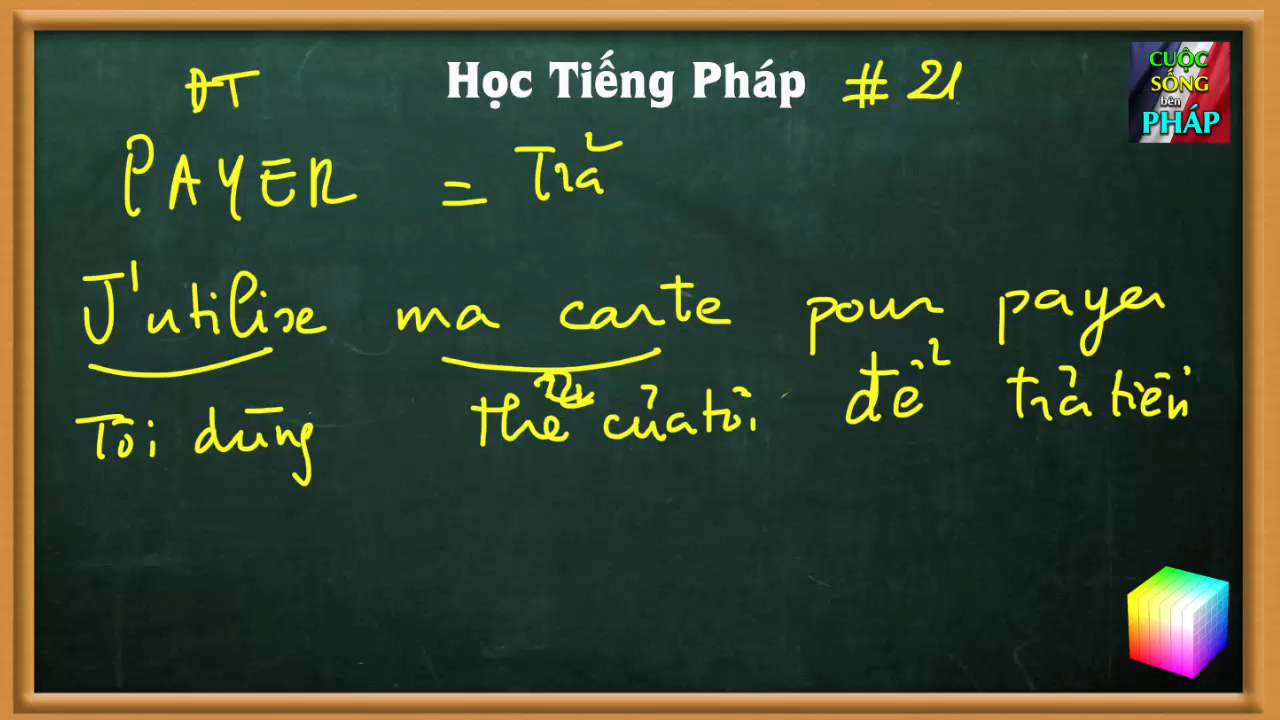 ĐT
Học Tiếng Pháp # 21
CUỘC
SỐNG
bên
PHÁP
PAYER = Trả
J'utilise ma carte pour payer
Tôi dùng thẻ của tôi để trả tiền